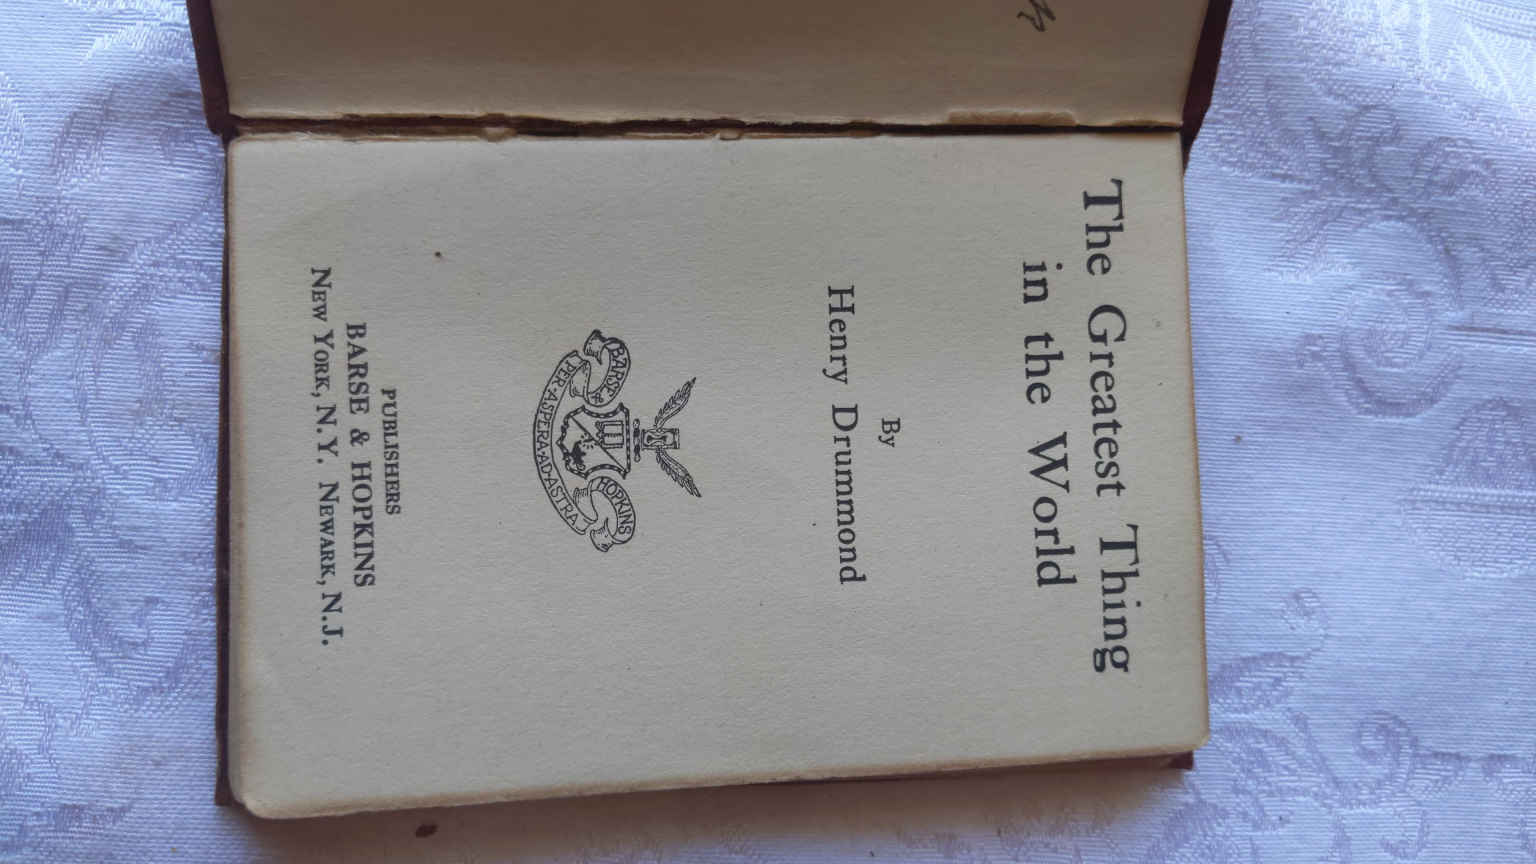 The Greatest Thing
in the World
By
Henry Drummond
BARSE & HOPKINS
PER·ASPERA·AD·ASTRA
PUBLISHERS
BARSE & HOPKINS
NEW YORK, N.Y. NEWARK, N.J.